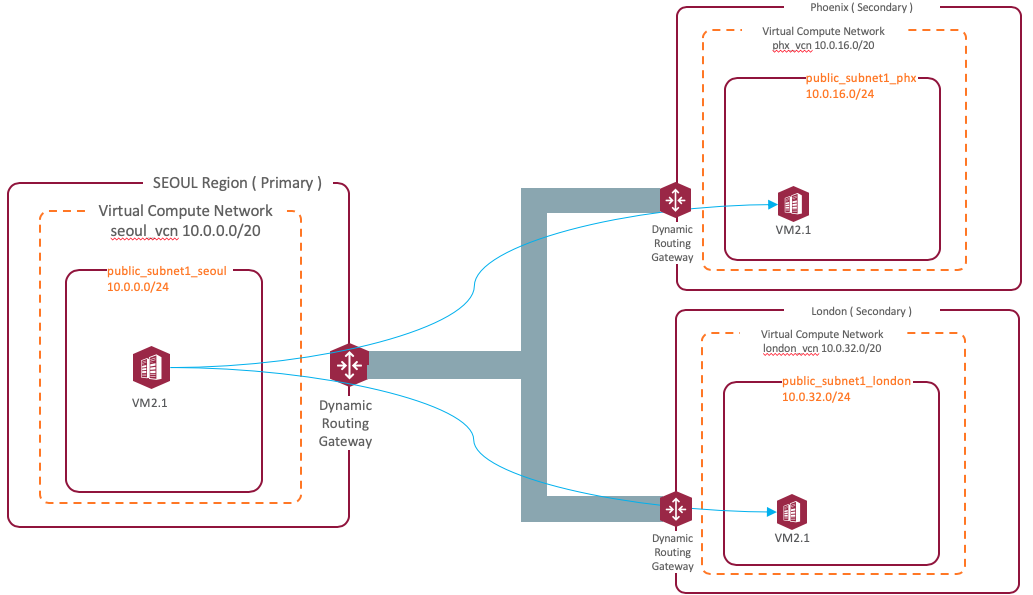 SEOUL Region ( Primary )
Virtual Compute Network
seoul_vcn 10.0.0.0/20
public_subnet1_seoul
10.0.0.0/24
VM2.1
Dynamic
Routing
Gateway
Phoenix ( Secondary )
Virtual Compute Network
phx_vcn 10.0.16.0/20
public_subnet1_phx
10.0.16.0/24
VM2.1
Dynamic
Routing
Gateway
London ( Secondary )
Virtual Compute Network
london_vcn 10.0.32.0/20
public_subnet1_london
10.0.32.0/24
VM2.1
Dynamic
Routing
Gateway